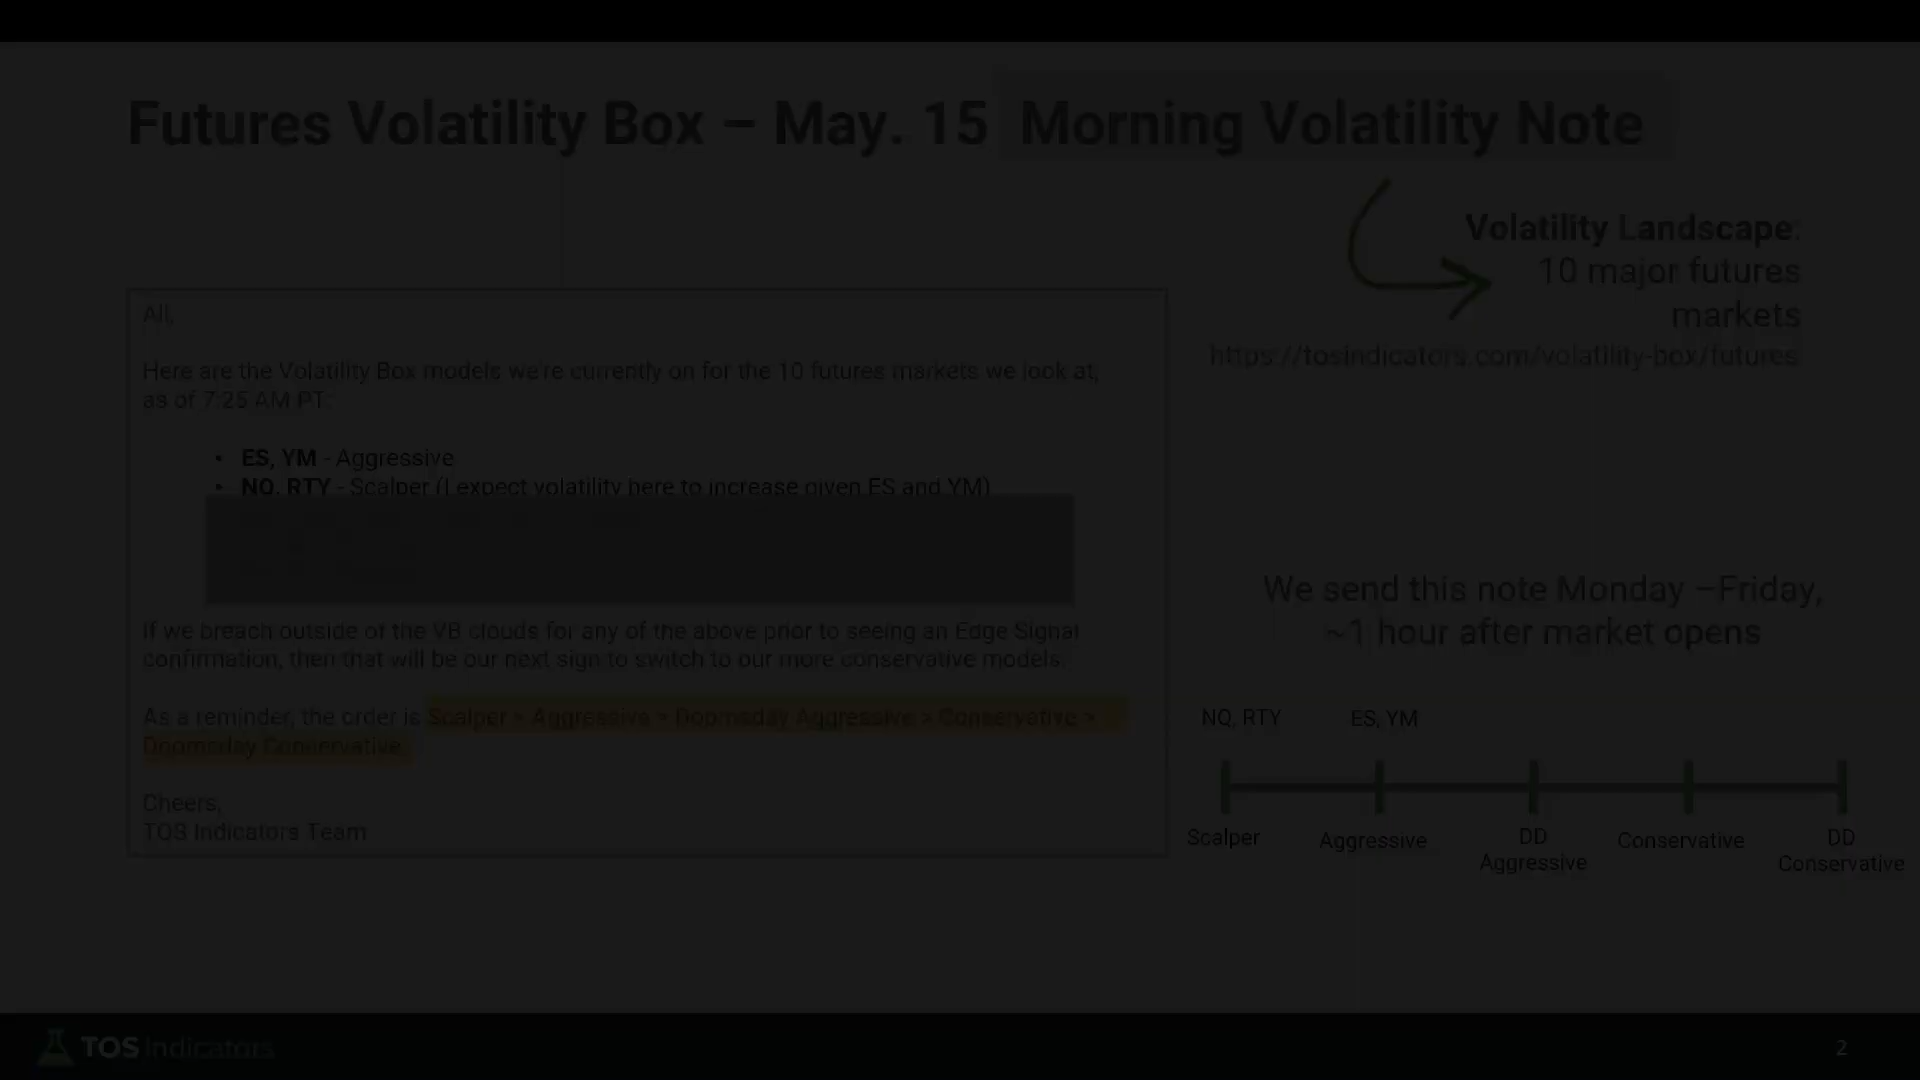 Futures Volatility Box – May. 15 Morning Volatility Note
Volatility Landscape:
10 major futures
markets
https://tosindicators.com/volatility-box/futures
All,
Here are the Volatility Box models we're currently on for the 10 futures markets we look at,
as of 7:25 AM PT:
• ES, YM - Aggressive
• NQ, RTY - Scalper (I expect volatility here to increase given ES and YM)
If we breach outside of the VB clouds for any of the above prior to seeing an Edge Signal
confirmation, then that will be our next sign to switch to our more conservative models.
As a reminder, the order is Scalper > Aggressive > Doomsday Aggressive > Conservative >
Doomsday Conservative.
Cheers,
TOS Indicators Team
We send this note Monday –Friday,
~1 hour after market opens
NQ, RTY ES, YM
Scalper Aggressive DD Aggressive Conservative DD Conservative
TOS Indicators
2